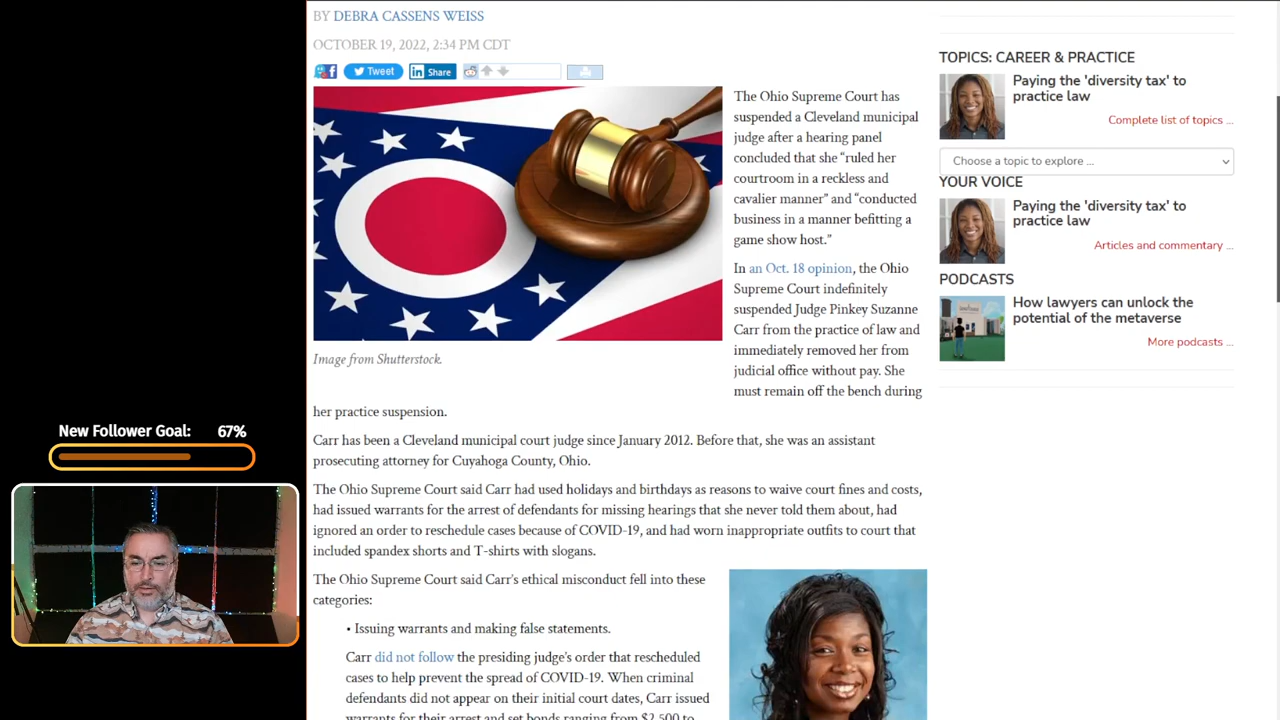 BY DEBRA CASSENS WEISS
OCTOBER 19, 2022, 2:34 PM CDT
Tweet
in Share
The Ohio Supreme Court has
suspended a Cleveland municipal
judge after a hearing panel
concluded that she “ruled her
courtroom in a reckless and
cavalier manner” and “conducted
business in a manner befitting a
game show host.”
In an Oct. 18 opinion, the Ohio
Supreme Court indefinitely
suspended Judge Pinkey Suzanne
Carr from the practice of law and
immediately removed her from
judicial office without pay. She
must remain off the bench during
Image from Shutterstock.
her practice suspension.
Carr has been a Cleveland municipal court judge since January 2012. Before that, she was an assistant
prosecuting attorney for Cuyahoga County, Ohio.
The Ohio Supreme Court said Carr had used holidays and birthdays as reasons to waive court fines and costs,
had issued warrants for the arrest of defendants for missing hearings that she never told them about, had
ignored an order to reschedule cases because of COVID-19, and had worn inappropriate outfits to court that
included spandex shorts and T-shirts with slogans.
The Ohio Supreme Court said Carr’s ethical misconduct fell into these
categories:
• Issuing warrants and making false statements.
Carr did not follow the presiding judge’s order that rescheduled
cases to help prevent the spread of COVID-19. When criminal
defendants did not appear on their initial court dates, Carr issued
warrants for their arrest and set bonds ranging from $2,500 to
TOPICS: CAREER & PRACTICE
Paying the 'diversity tax' to
practice law
Complete list of topics ...
Choose a topic to explore ...
YOUR VOICE
Paying the 'diversity tax' to
practice law
Articles and commentary ...
PODCASTS
How lawyers can unlock the
potential of the metaverse
More podcasts ...
New Follower Goal: 67%